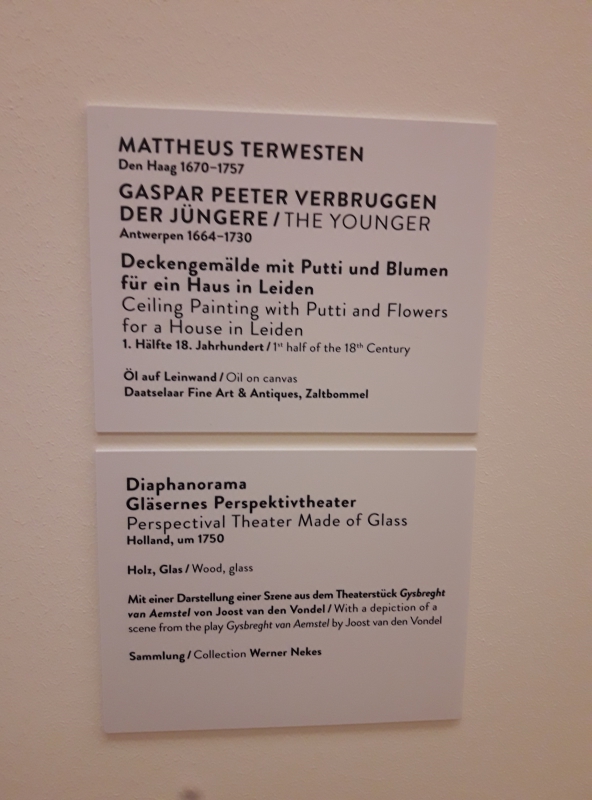 MATTHEUS TERWESTEN
Den Haag 1670–1757
GASPAR PEETER VERBRUGGEN
DER JÜNGERE / THE YOUNGER
Antwerpen 1664–1730
Deckengemälde mit Putti und Blumen
für ein Haus in Leiden
Ceiling Painting with Putti and Flowers
for a House in Leiden
1. Hälfte 18. Jahrhundert / 1st half of the 18th Century
Öl auf Leinwand / Oil on canvas
Daatselaar Fine Art & Antiques, Zaltbommel
Diaphanorama
Gläsernes Perspektivtheater
Perspectival Theater Made of Glass
Holland, um 1750
Holz, Glas / Wood, glass
Mit einer Darstellung einer Szene aus dem Theaterstück Gysbreght
van Aemstel von Joost van den Vondel / With a depiction of a
scene from the play Gysbreght van Aemstel by Joost van den Vondel
Sammlung / Collection Werner Nekes